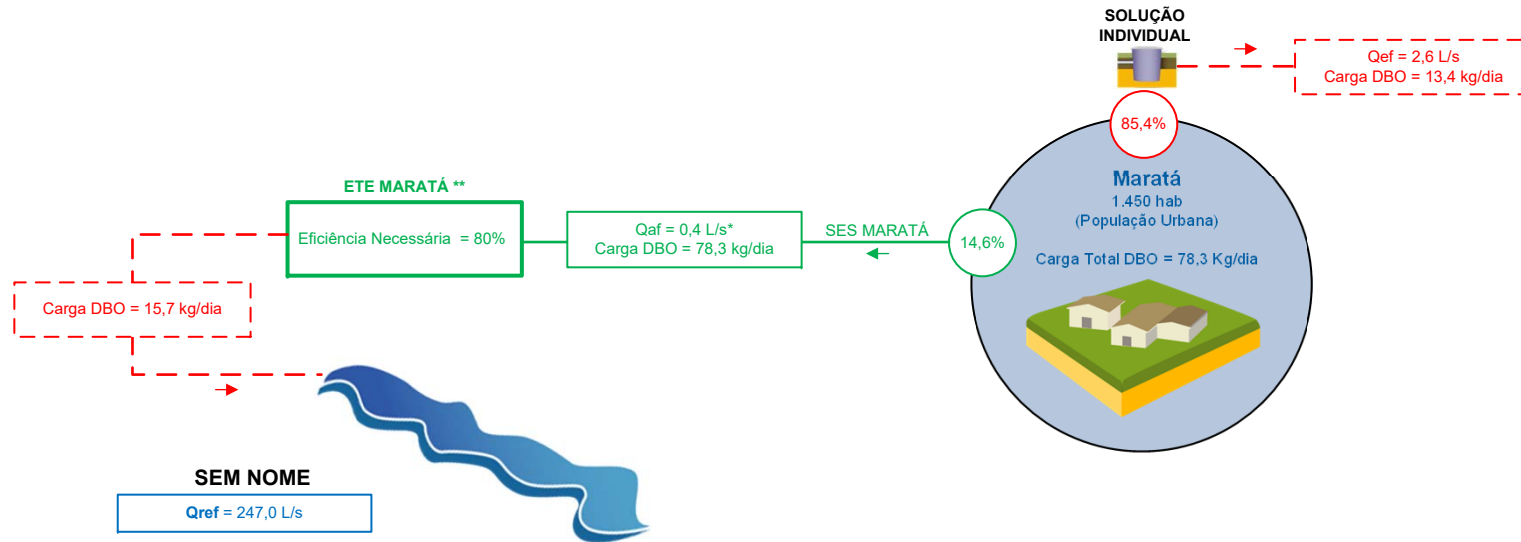 SOLUÇÃO
INDIVIDUAL
Qef = 2,6 L/s
Carga DBO = 13,4 kg/dia
85,4%
Maratá
1.450 hab
(População Urbana)
Carga Total DBO = 78,3 Kg/dia
14,6%
SES MARATÁ
Qaf = 0,4 L/s*
Carga DBO = 78,3 kg/dia
ETE MARATÁ **
Eficiência Necessária = 80%
Carga DBO = 15,7 kg/dia
SEM NOME
Qref = 247,0 L/s